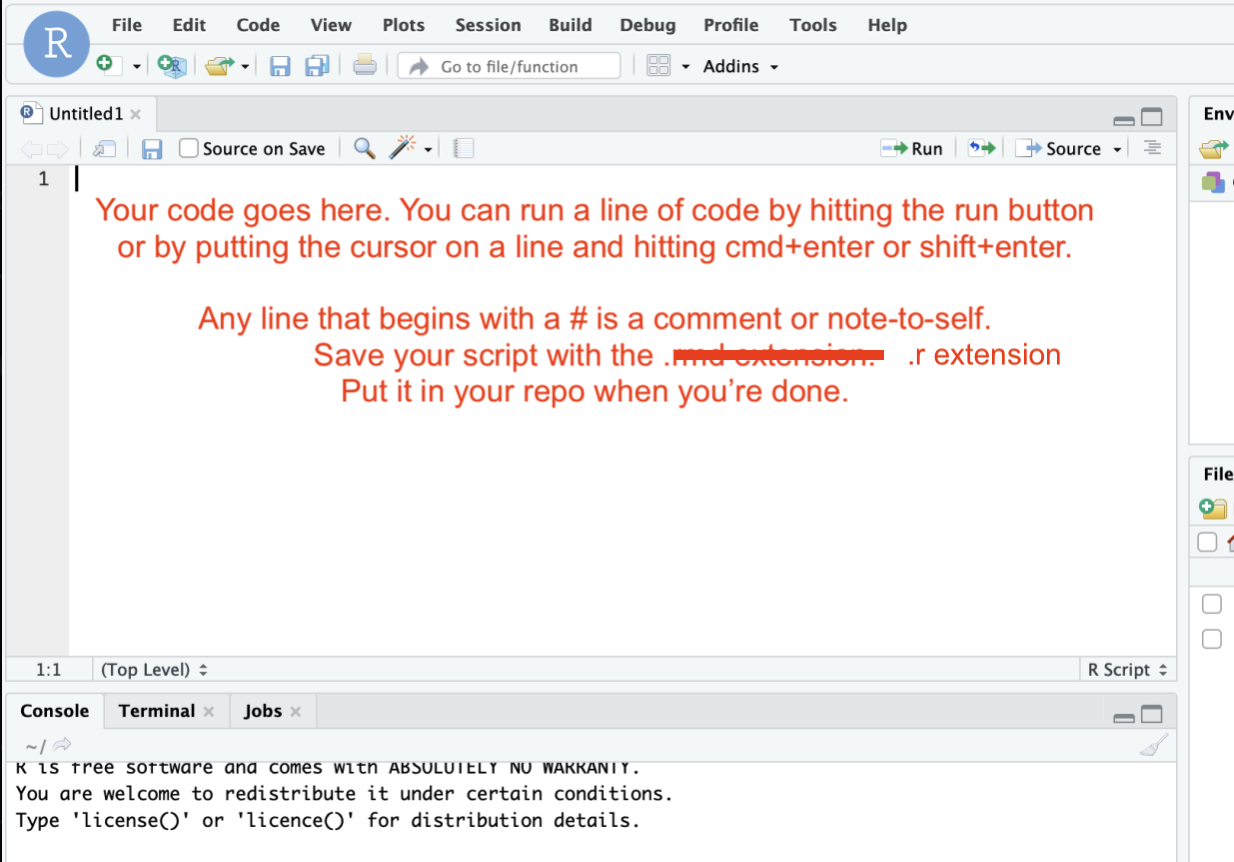 R
File Edit Code View Plots Session Build Debug Profile Tools Help
R Go to file/function Addins
R Untitled1
Source on Save Run Source
1
Your code goes here. You can run a line of code by hitting the run button
or by putting the cursor on a line and hitting cmd+enter or shift+enter.
Any line that begins with a # is a comment or note-to-self.
Save your script with the .rmd extension. .r extension
Put it in your repo when you’re done.
1:1 (Top Level) R Script
Console Terminal Jobs
~/
R is free software and comes with ABSOLUTELY NO WARRANTY.
You are welcome to redistribute it under certain conditions.
Type 'license()' or 'licence()' for distribution details.
Env
File